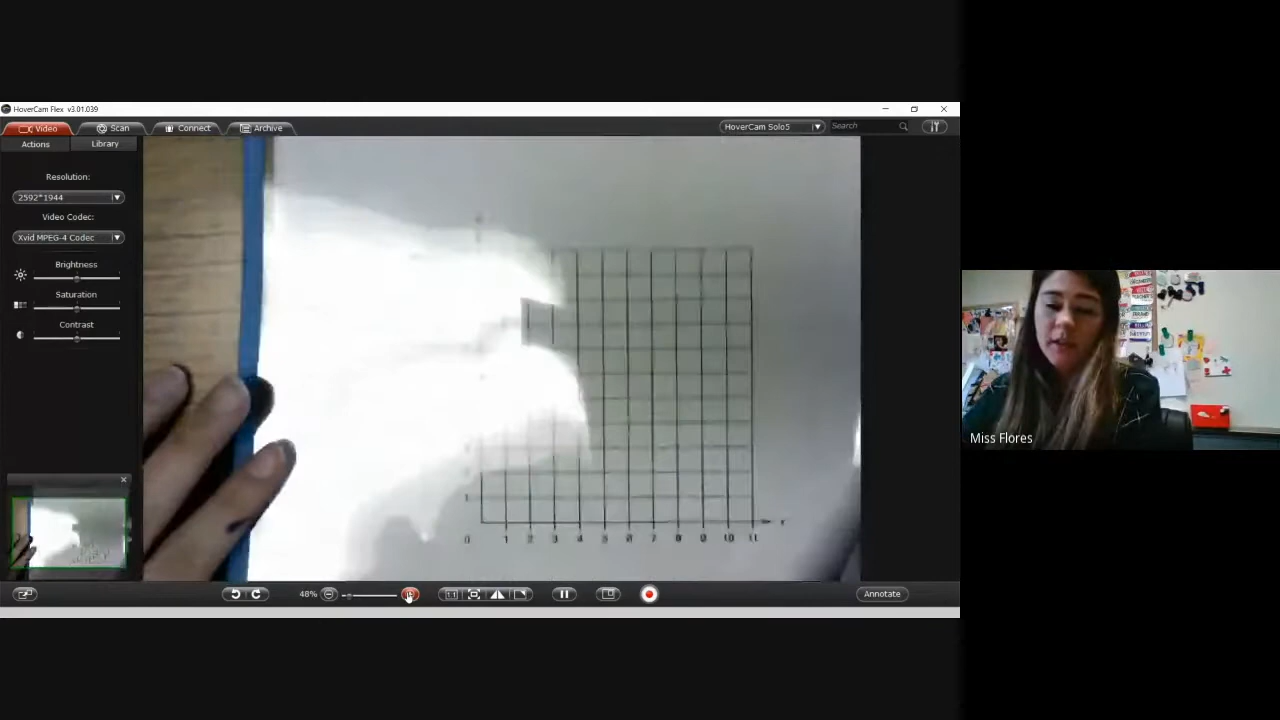 HoverCam Flex v3.01.039
Video Scan Connect Archive HoverCam Solo5 Search
Actions Library
Resolution:
2592*1944
Video Codec:
Xvid MPEG-4 Codec
Brightness
Saturation
Contrast
1
0 1 2 3 4 5 6 7 8 9 10 11
48% 1:1 Annotate
Miss Flores